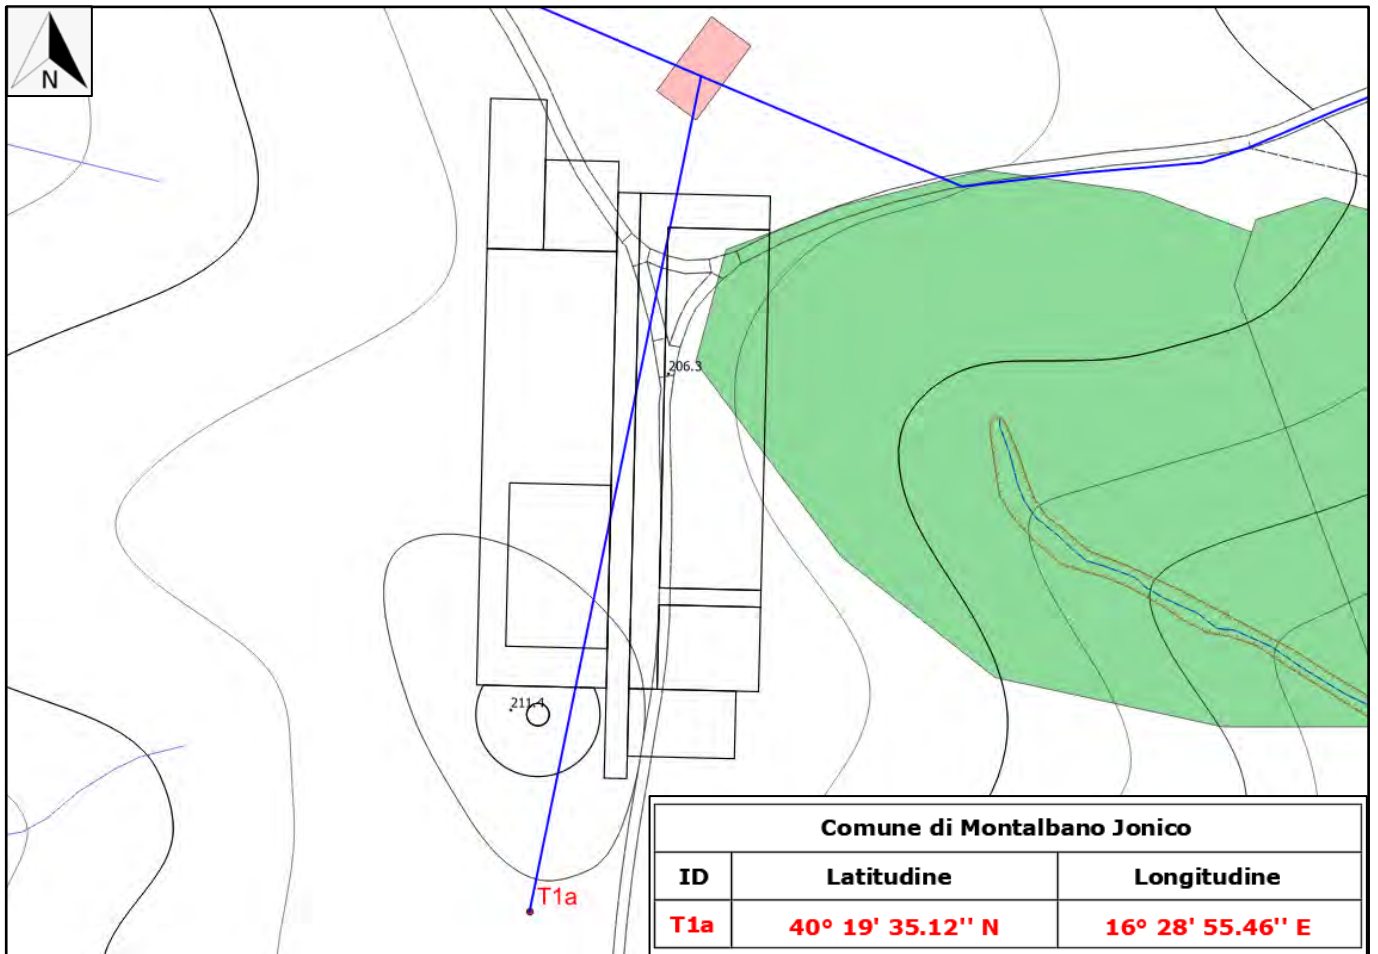 N
206.3
211.4
T1a
Comune di Montalbano Jonico
ID Latitudine Longitudine
T1a 40° 19' 35.12'' N 16° 28' 55.46'' E